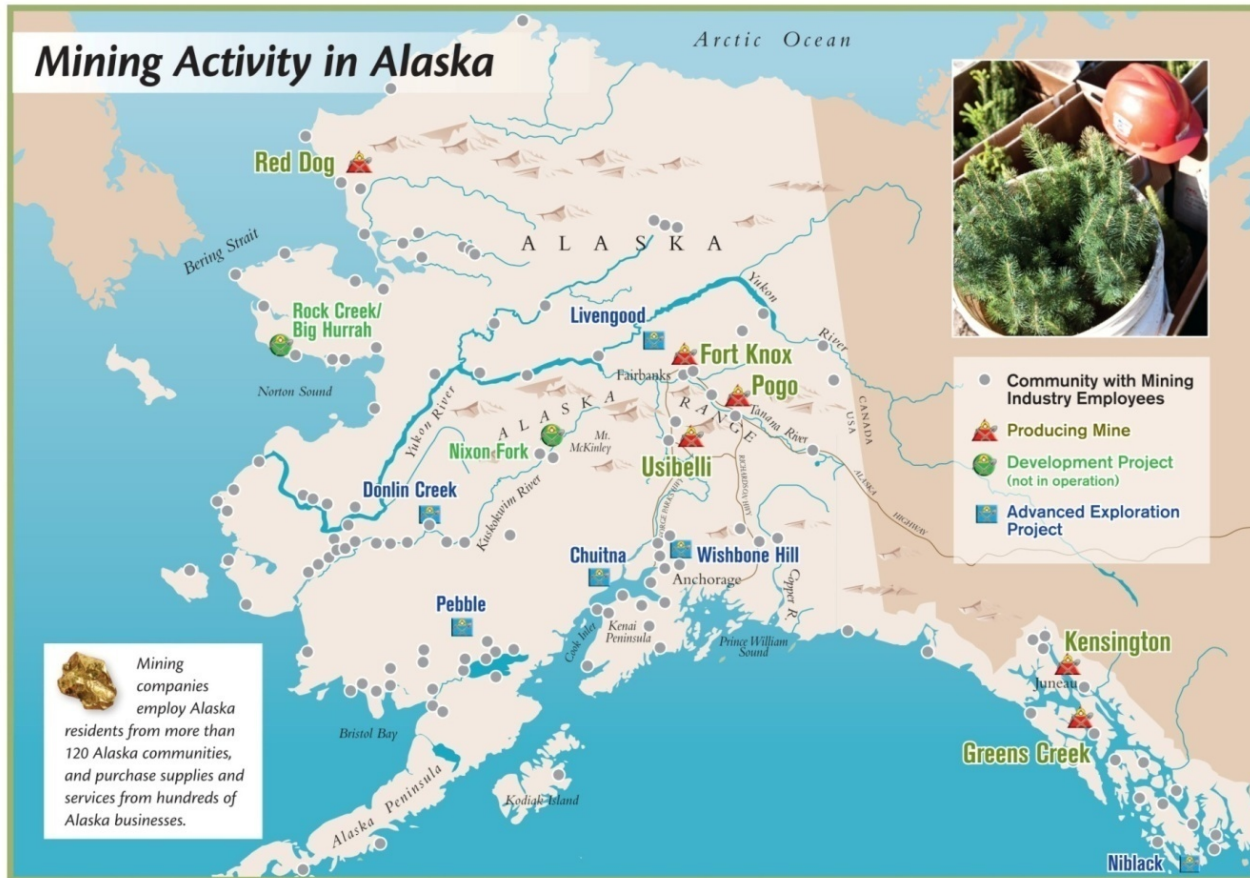 Mining Activity in Alaska
Arctic Ocean
Red Dog
Bering Strait
ALASKA
Rock Creek/
Big Hurrah
Norton Sound
Livengood
Yukon
River
Fort Knox
Fairbanks
Pogo
Tanana River
CANADA
USA
ALASKA
RANGE
Yukon River
Nixon Fork
Mt.
McKinley
Usibelli
RICHARDSON HWY
ALASKA
HIGHWAY
Donlin Creek
Kuskokwim River
Chuitna
Wishbone Hill
Anchorage
Copper R.
Pebble
Cook Inlet
Kenai
Peninsula
Prince William
Sound
Kensington
Juneau
Greens Creek
Bristol Bay
Alaska Peninsula
Kodiak Island
Niblack
Community with Mining
Industry Employees
Producing Mine
Development Project
(not in operation)
Advanced Exploration
Project
Mining
companies
employ Alaska
residents from more than
120 Alaska communities,
and purchase supplies and
services from hundreds of
Alaska businesses.